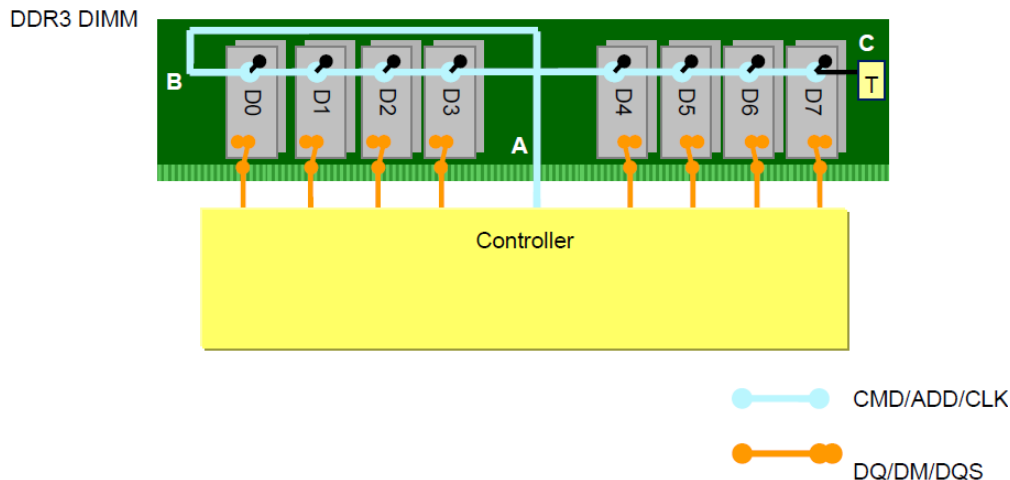 DDR3 DIMM
C
B
T
D0
D1
D2
D3
D4
D5
D6
D7
A
Controller
CMD/ADD/CLK
DQ/DM/DQS